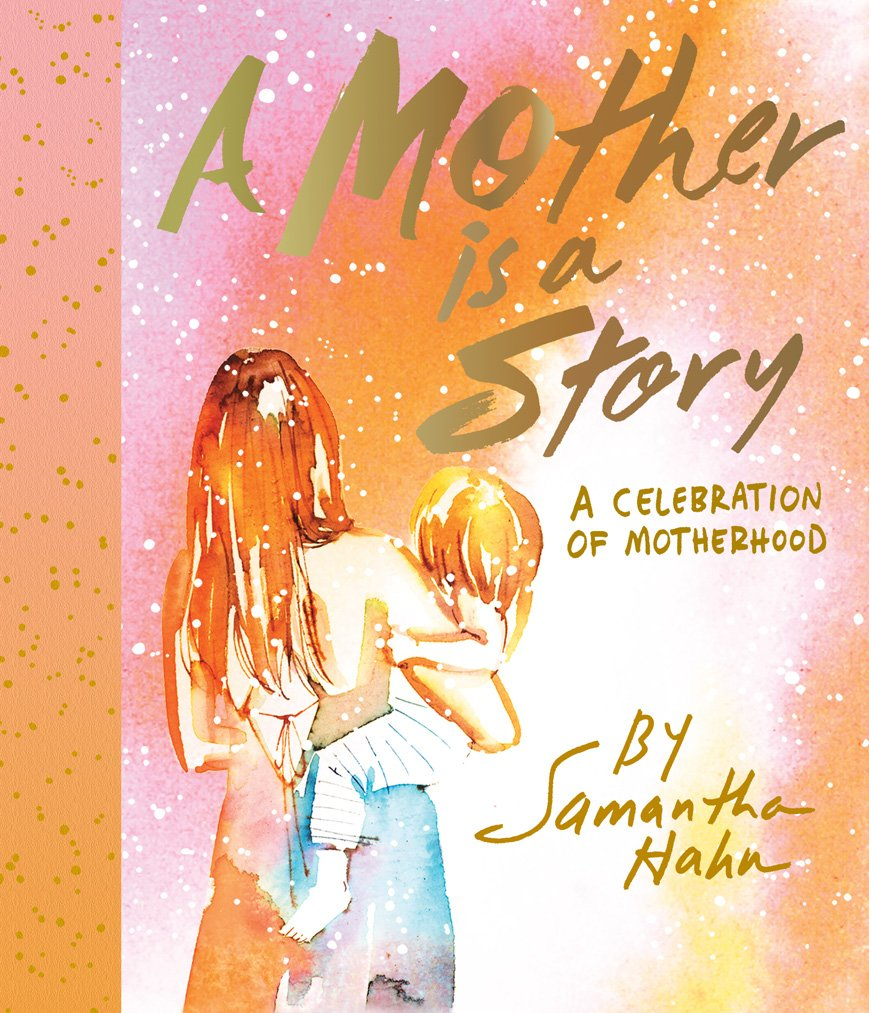 A Mother
is a
Story
A CELEBRATION
OF MOTHERHOOD
By
Samantha
Hahn